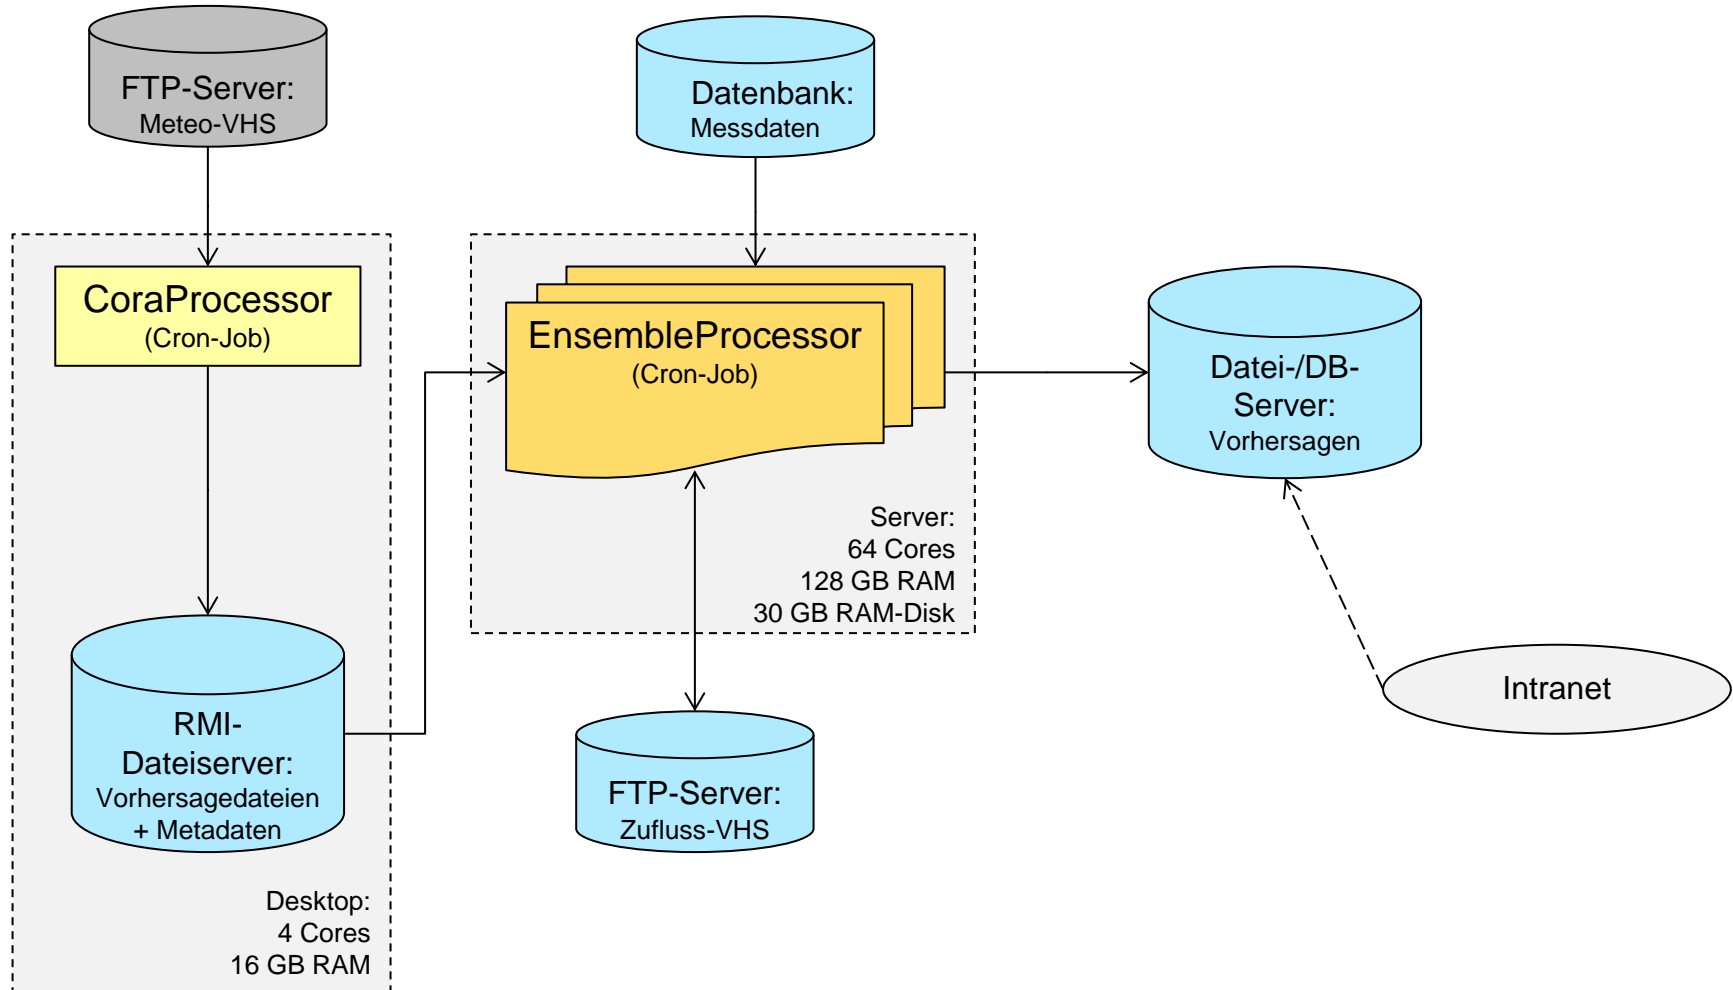 FTP-Server:
Meteo-VHS
Datenbank:
Messdaten
CoraProcessor
(Cron-Job)
EnsembleProcessor
(Cron-Job)
Datei-/DB-
Server:
Vorhersagen
Server:
64 Cores
128 GB RAM
30 GB RAM-Disk
Intranet
RMI-
Dateiserver:
Vorhersagedateien
+ Metadaten
FTP-Server:
Zufluss-VHS
Desktop:
4 Cores
16 GB RAM